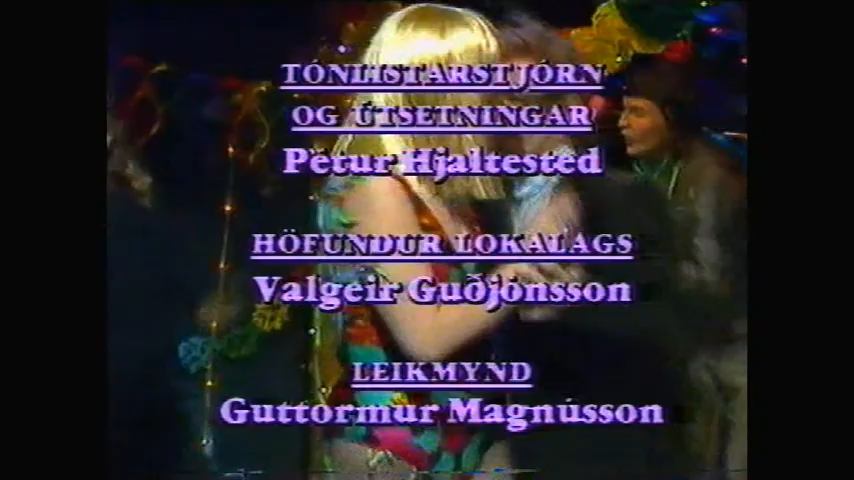 TÓNLISTARSTJÓRN
OG ÚTSETNINGAR
Pétur Hjaltested
HÖFUNDUR LOKALAGS
Valgeir Guðjónsson
LEIKMYND
Guttormur Magnússon